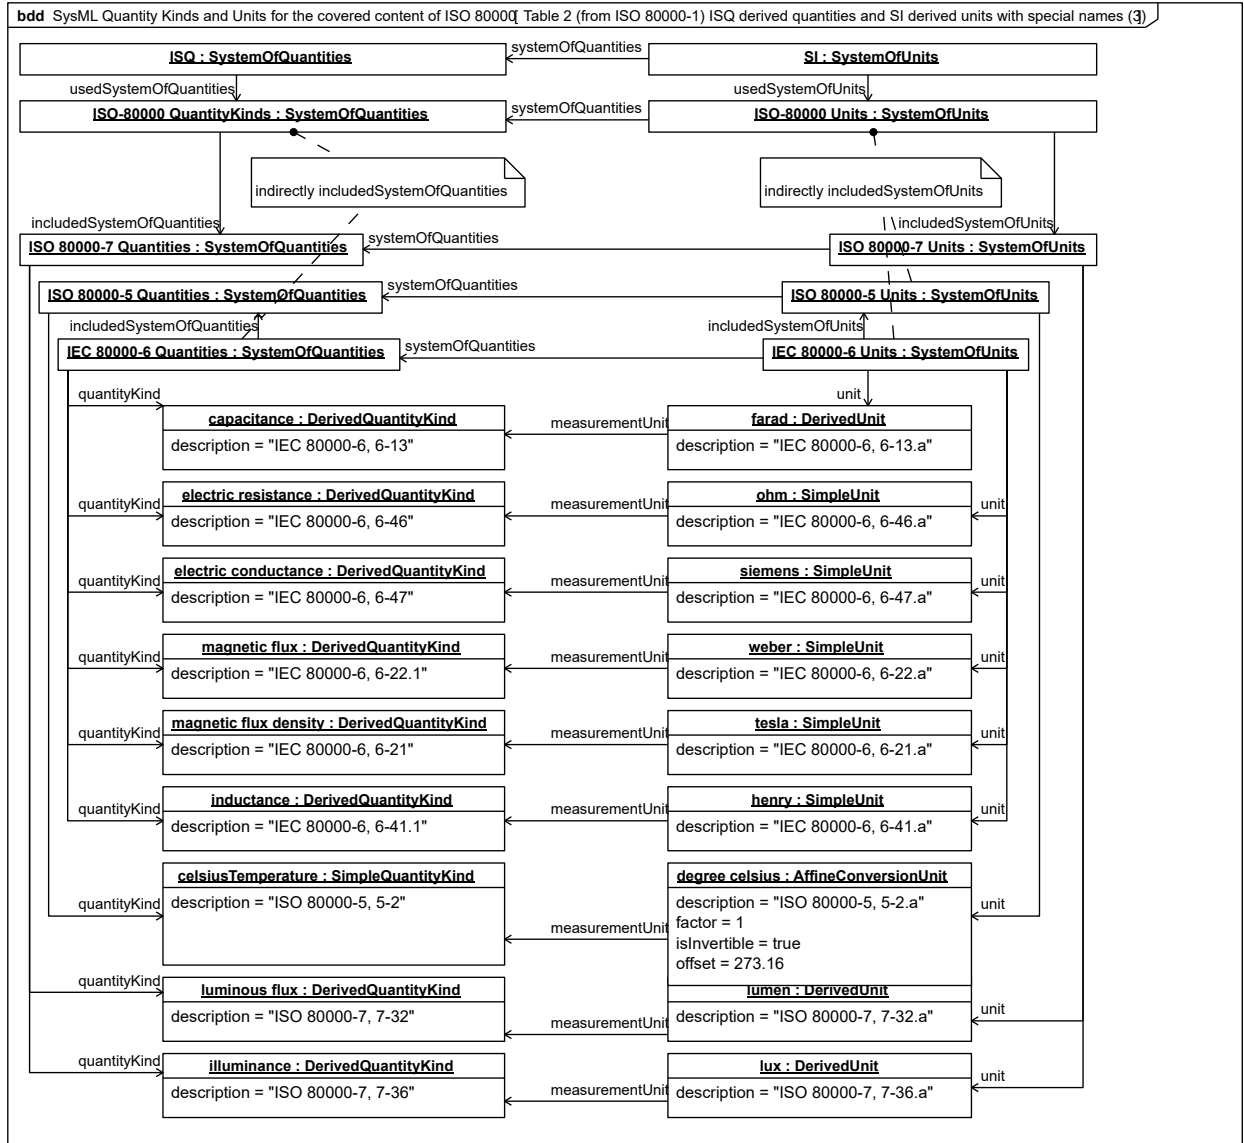 bdd SysML Quantity Kinds and Units for the covered content of ISO 80000[ Table 2 (from ISO 80000-1) ISQ derived quantities and SI derived units with special names (3)]
ISQ : SystemOfQuantities
systemOfQuantities
SI : SystemOfUnits
usedSystemOfQuantities
usedSystemOfUnits
ISO-80000 QuantityKinds : SystemOfQuantities
systemOfQuantities
ISO-80000 Units : SystemOfUnits
indirectly includedSystemOfQuantities
indirectly includedSystemOfUnits
includedSystemOfQuantities
includedSystemOfUnits
ISO 80000-7 Quantities : SystemOfQuantities
systemOfQuantities
ISO 80000-7 Units : SystemOfUnits
ISO 80000-5 Quantities : SystemOfQuantities
systemOfQuantities
ISO 80000-5 Units : SystemOfUnits
includedSystemOfQuantities
includedSystemOfUnits
IEC 80000-6 Quantities : SystemOfQuantities
systemOfQuantities
IEC 80000-6 Units : SystemOfUnits
quantityKind
unit
capacitance : DerivedQuantityKind
measurementUnit
farad : DerivedUnit
description = "IEC 80000-6, 6-13"
description = "IEC 80000-6, 6-13.a"
quantityKind
electric resistance : DerivedQuantityKind
measurementUnit
ohm : SimpleUnit
unit
description = "IEC 80000-6, 6-46"
description = "IEC 80000-6, 6-46.a"
quantityKind
electric conductance : DerivedQuantityKind
measurementUnit
siemens : SimpleUnit
unit
description = "IEC 80000-6, 6-47"
description = "IEC 80000-6, 6-47.a"
quantityKind
magnetic flux : DerivedQuantityKind
measurementUnit
weber : SimpleUnit
unit
description = "IEC 80000-6, 6-22.1"
description = "IEC 80000-6, 6-22.a"
quantityKind
magnetic flux density : DerivedQuantityKind
measurementUnit
tesla : SimpleUnit
unit
description = "IEC 80000-6, 6-21"
description = "IEC 80000-6, 6-21.a"
quantityKind
inductance : DerivedQuantityKind
measurementUnit
henry : SimpleUnit
unit
description = "IEC 80000-6, 6-41.1"
description = "IEC 80000-6, 6-41.a"
celsiusTemperature : SimpleQuantityKind
degree celsius : AffineConversionUnit
quantityKind
description = "ISO 80000-5, 5-2"
description = "ISO 80000-5, 5-2.a"
unit
factor = 1
measurementUnit
isInvertible = true
offset = 273.16
quantityKind
luminous flux : DerivedQuantityKind
lumen : DerivedUnit
description = "ISO 80000-7, 7-32"
measurementUnit
description = "ISO 80000-7, 7-32.a"
unit
quantityKind
illuminance : DerivedQuantityKind
lux : DerivedUnit
unit
description = "ISO 80000-7, 7-36"
measurementUnit
description = "ISO 80000-7, 7-36.a"